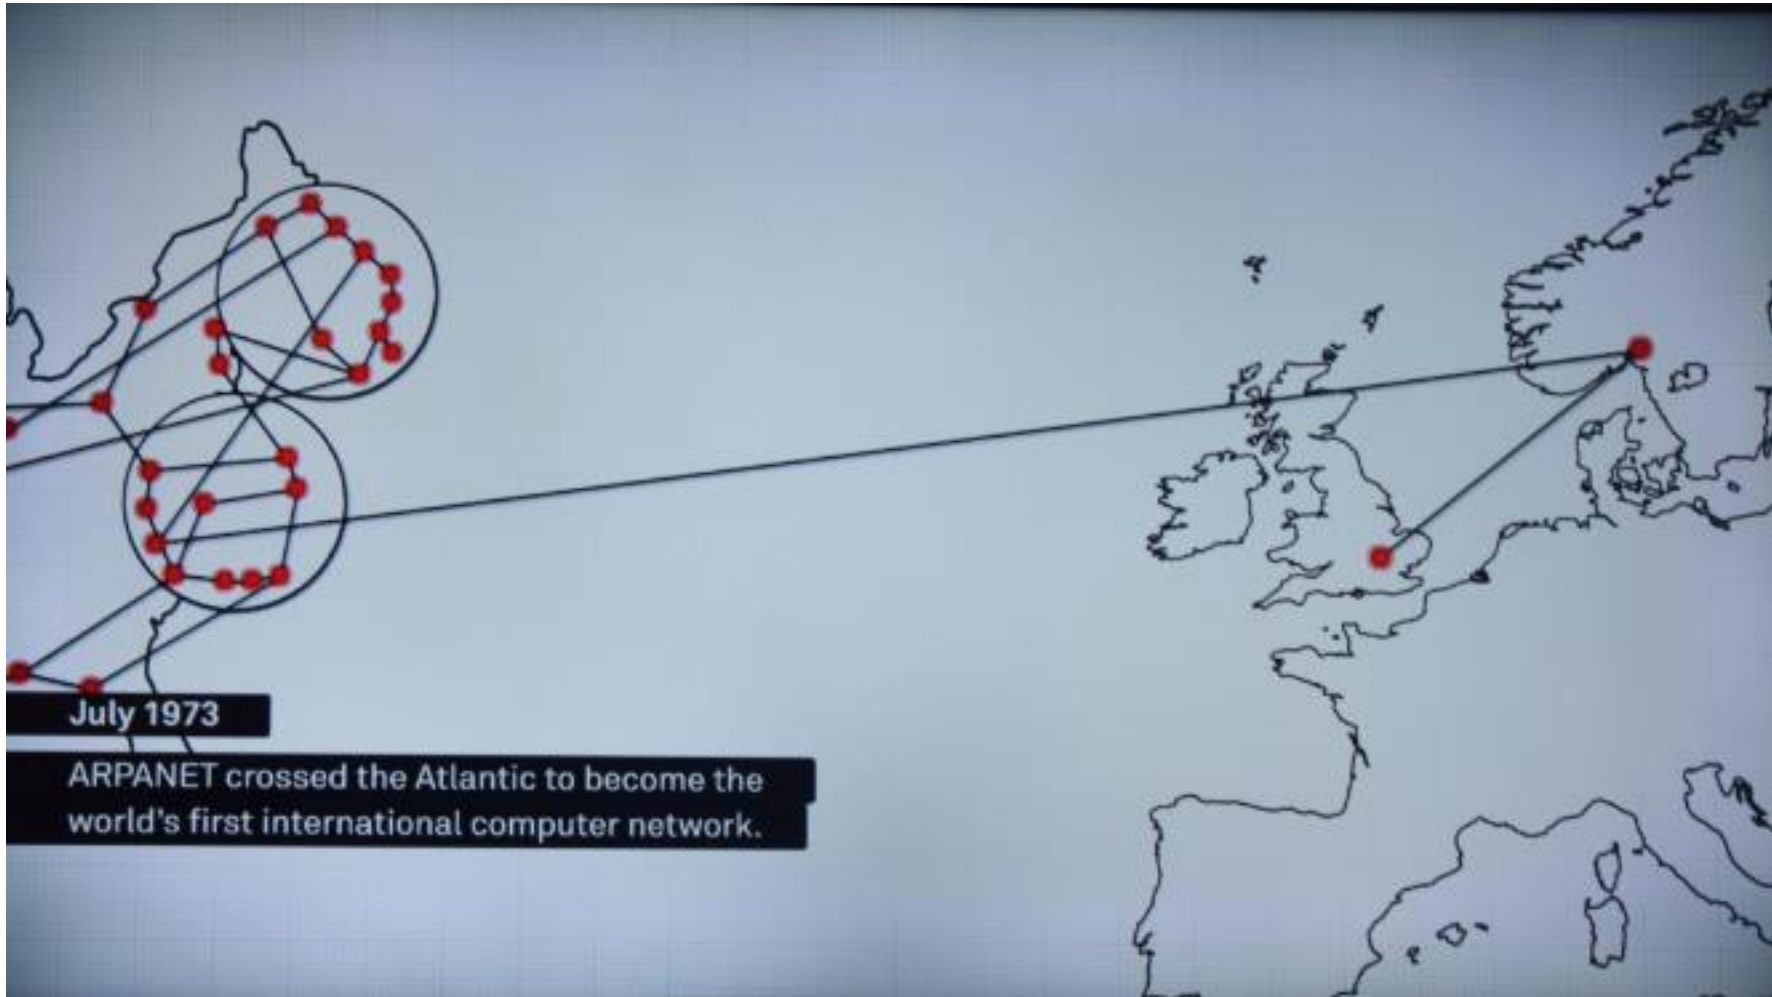 July 1973
ARPANET crossed the Atlantic to become the
world's first international computer network.